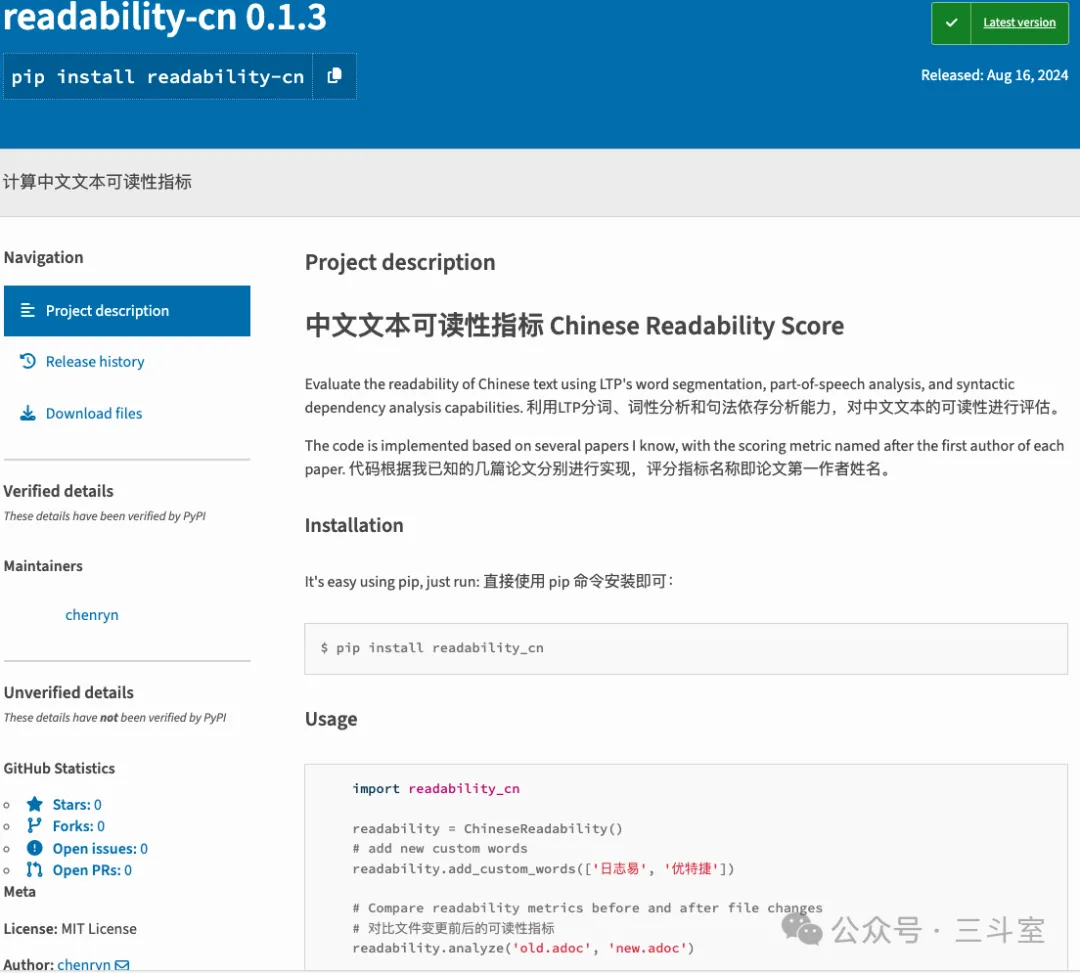 readability-cn 0.1.3
Latest version
pip install readability-cn
Released: Aug 16, 2024
计算中文文本可读性指标
Navigation
Project description
Release history
Download files
Verified details
These details have been verified by PyPI
Maintainers
chenryn
Unverified details
These details have not been verified by PyPI
GitHub Statistics
Stars: 0
Forks: 0
Open issues: 0
Open PRs: 0
Meta
License: MIT License
Author: chenryn
Project description
中文文本可读性指标 Chinese Readability Score
Evaluate the readability of Chinese text using LTP's word segmentation, part-of-speech analysis, and syntactic
dependency analysis capabilities. 利用LTP分词、词性分析和句法依存分析能力，对中文文本的可读性进行评估。
The code is implemented based on several papers I know, with the scoring metric named after the first author of each
paper. 代码根据我已知的几篇论文分别进行实现，评分指标名称即论文第一作者姓名。
Installation
It's easy using pip, just run: 直接使用 pip 命令安装即可：
$ pip install readability_cn
Usage
import readability_cn
readability = ChineseReadability()
# add new custom words
readability.add_custom_words(['日志易', '优特捷'])
# Compare readability metrics before and after file changes
# 对比文件变更前后的可读性指标
readability.analyze('old.adoc', 'new.adoc')
公众号 · 三斗室